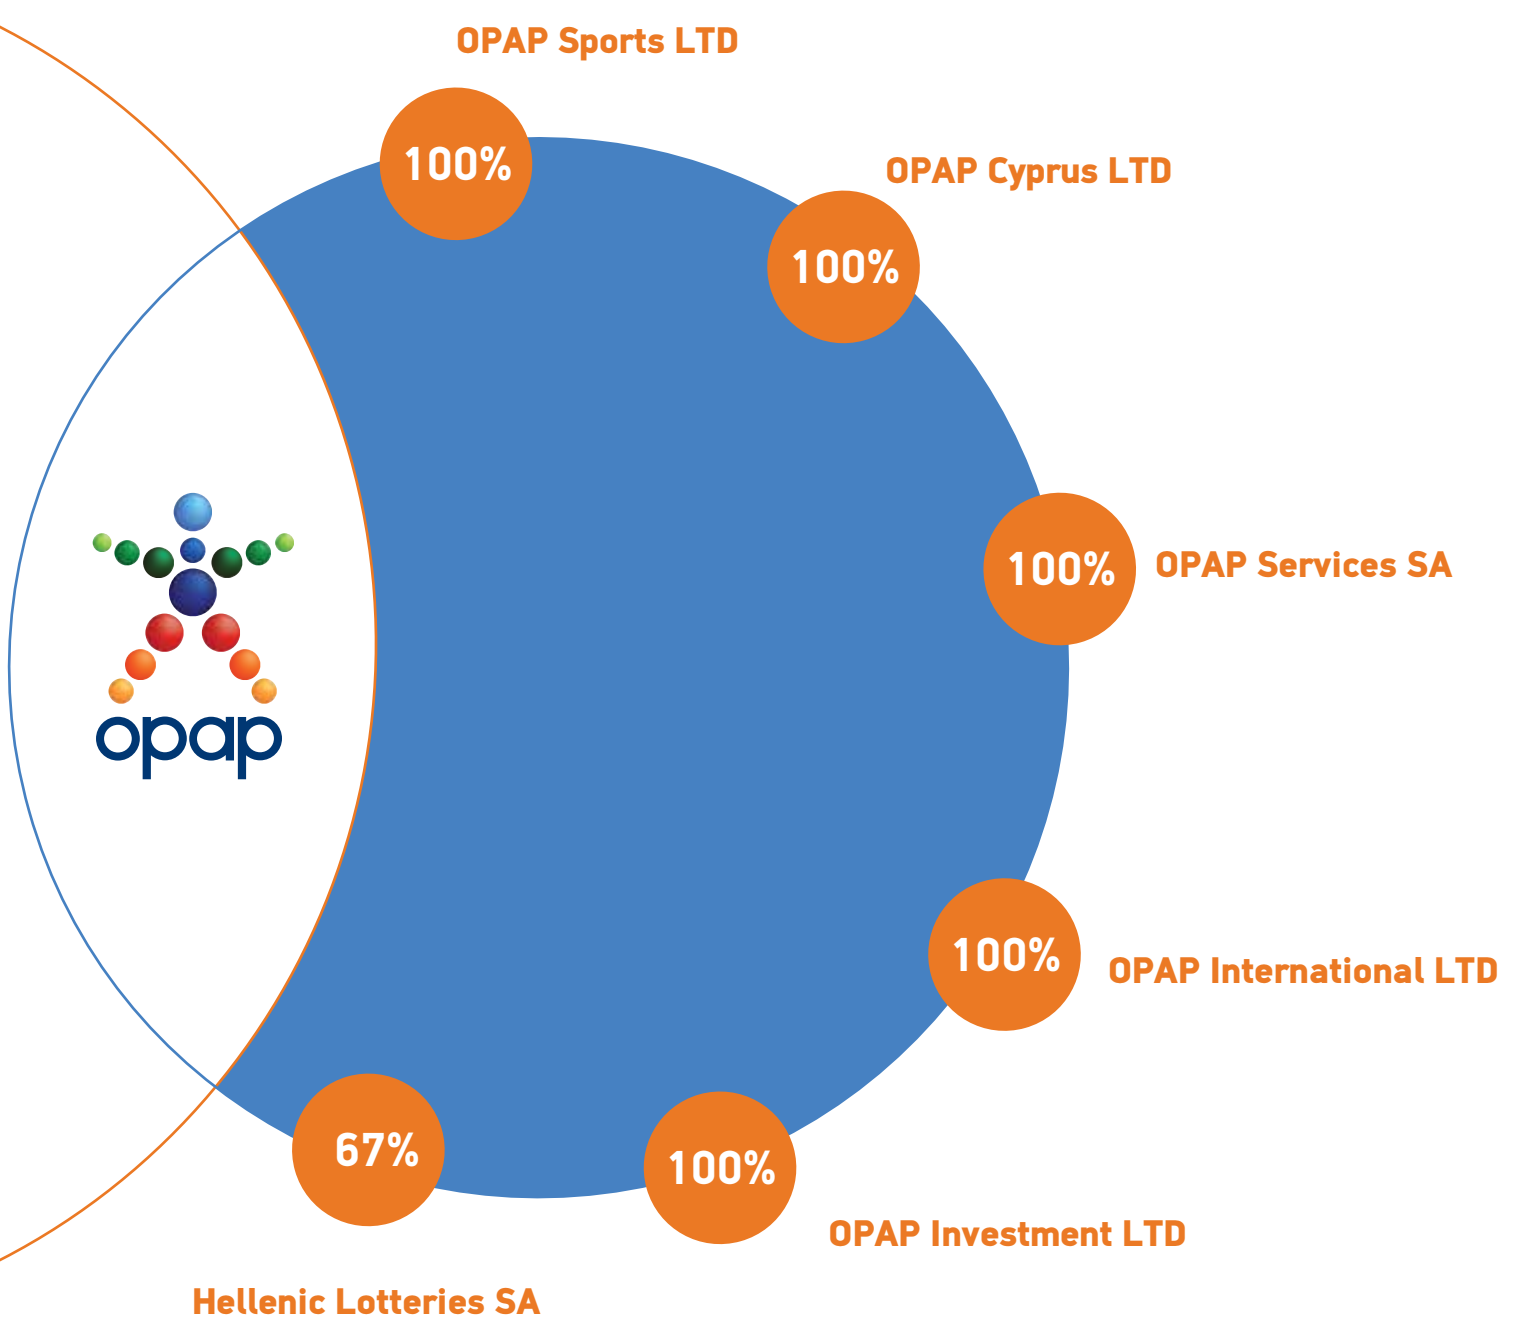 OPAP Sports LTD
100%
OPAP Cyprus LTD
100%
100%
OPAP Services SA
opap
100%
OPAP International LTD
67%
100%
OPAP Investment LTD
Hellenic Lotteries SA